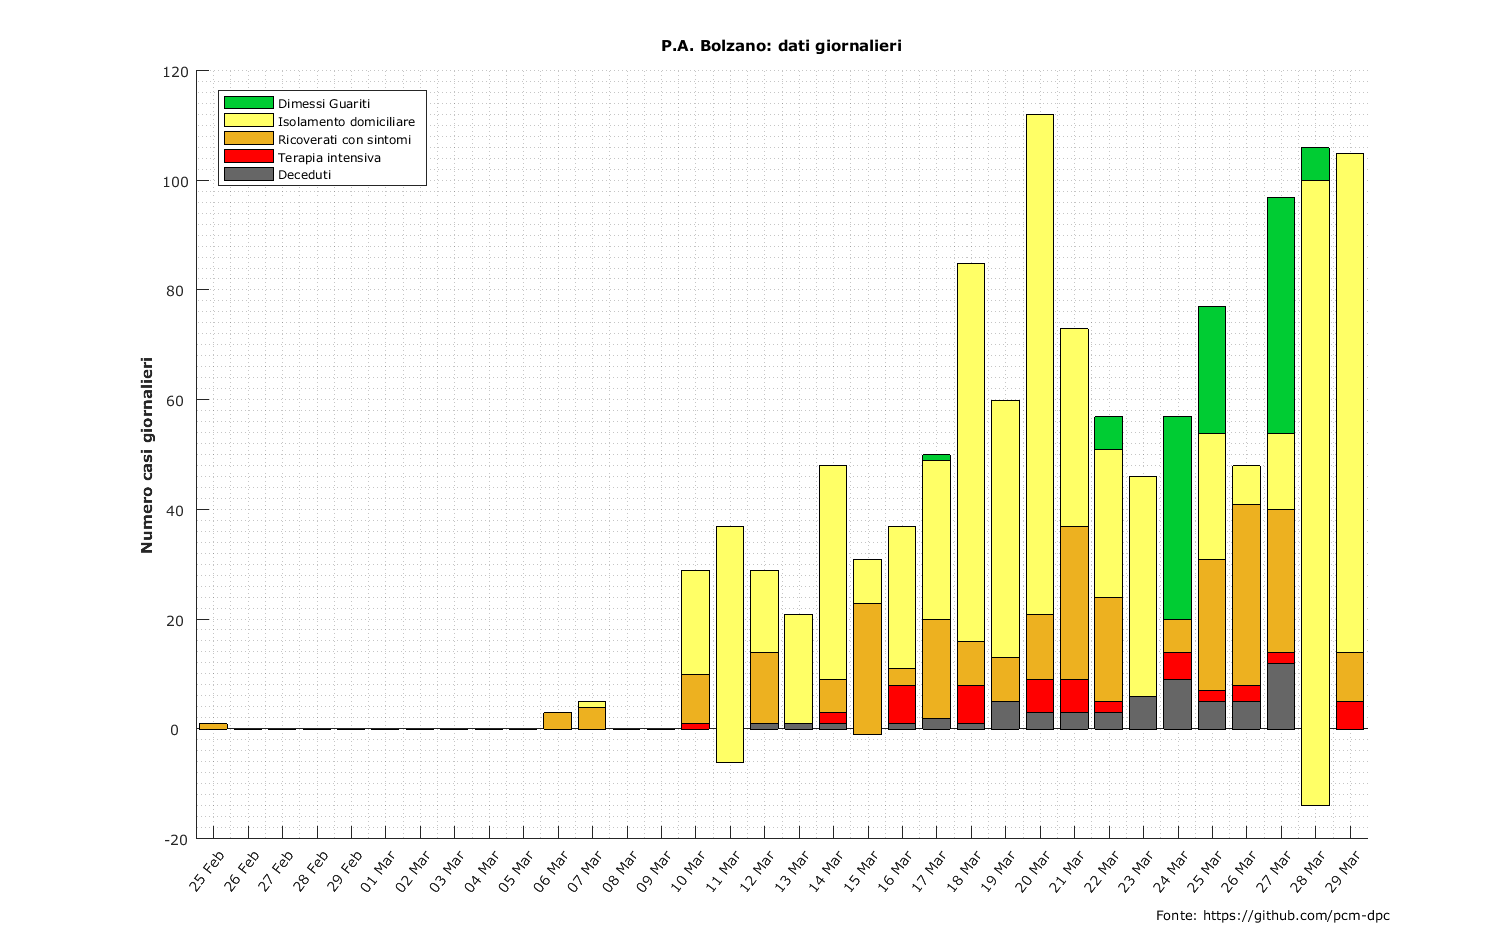 P.A. Bolzano: dati giornalieri
120
100
80
60
40
20
0
-20
Numero casi giornalieri
Dimessi Guariti
Isolamento domiciliare
Ricoverati con sintomi
Terapia intensiva
Deceduti
25 Feb
26 Feb
27 Feb
28 Feb
29 Feb
01 Mar
02 Mar
03 Mar
04 Mar
05 Mar
06 Mar
07 Mar
08 Mar
09 Mar
10 Mar
11 Mar
12 Mar
13 Mar
14 Mar
15 Mar
16 Mar
17 Mar
18 Mar
19 Mar
20 Mar
21 Mar
22 Mar
23 Mar
24 Mar
25 Mar
26 Mar
27 Mar
28 Mar
29 Mar
Fonte: https://github.com/pcm-dpc